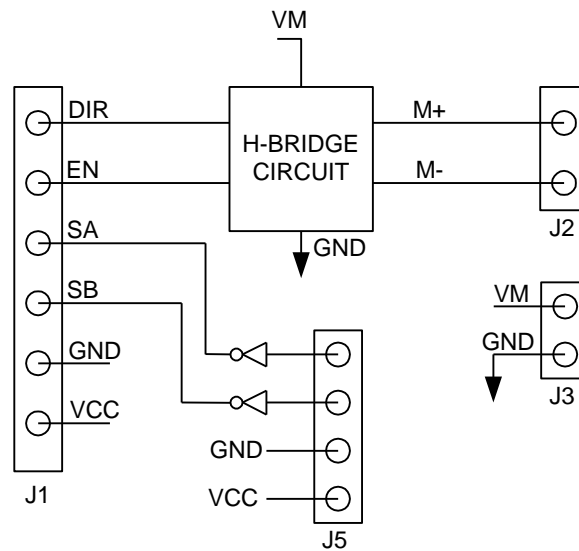 VM
DIR
M+
H-BRIDGE
CIRCUIT
EN
M-
J2
SA
GND
SB
VM
GND
GND
VCC
J3
GND
VCC
J1
J5